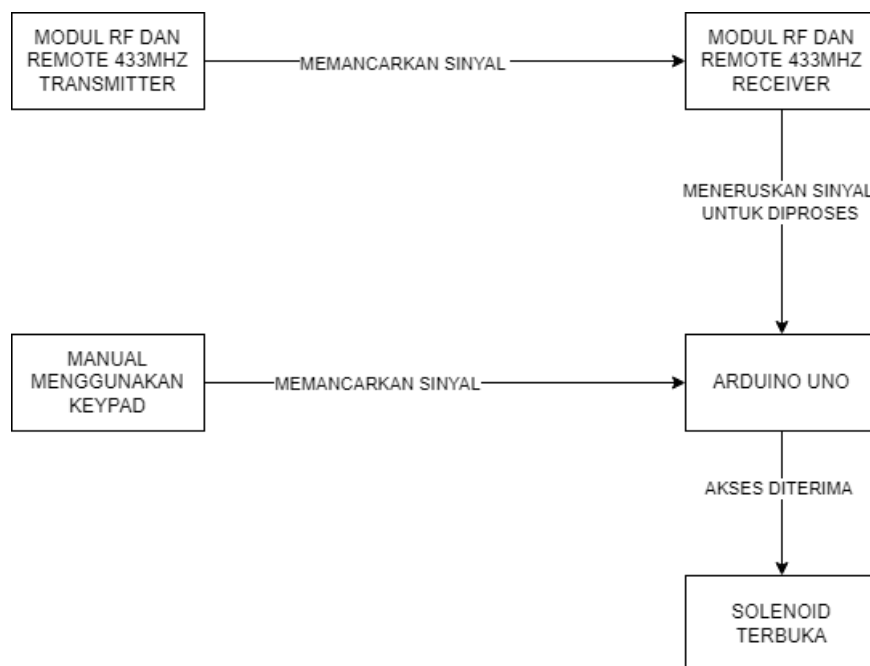 MODUL RF DAN
REMOTE 433MHZ
TRANSMITTER
MEMANCARKAN SINYAL
MODUL RF DAN
REMOTE 433MHZ
RECEIVER
MENERUSKAN SINYAL
UNTUK DIPROSES
MANUAL
MENGGUNAKAN
KEYPAD
MEMANCARKAN SINYAL
ARDUINO UNO
AKSES DITERIMA
SOLENOID
TERBUKA